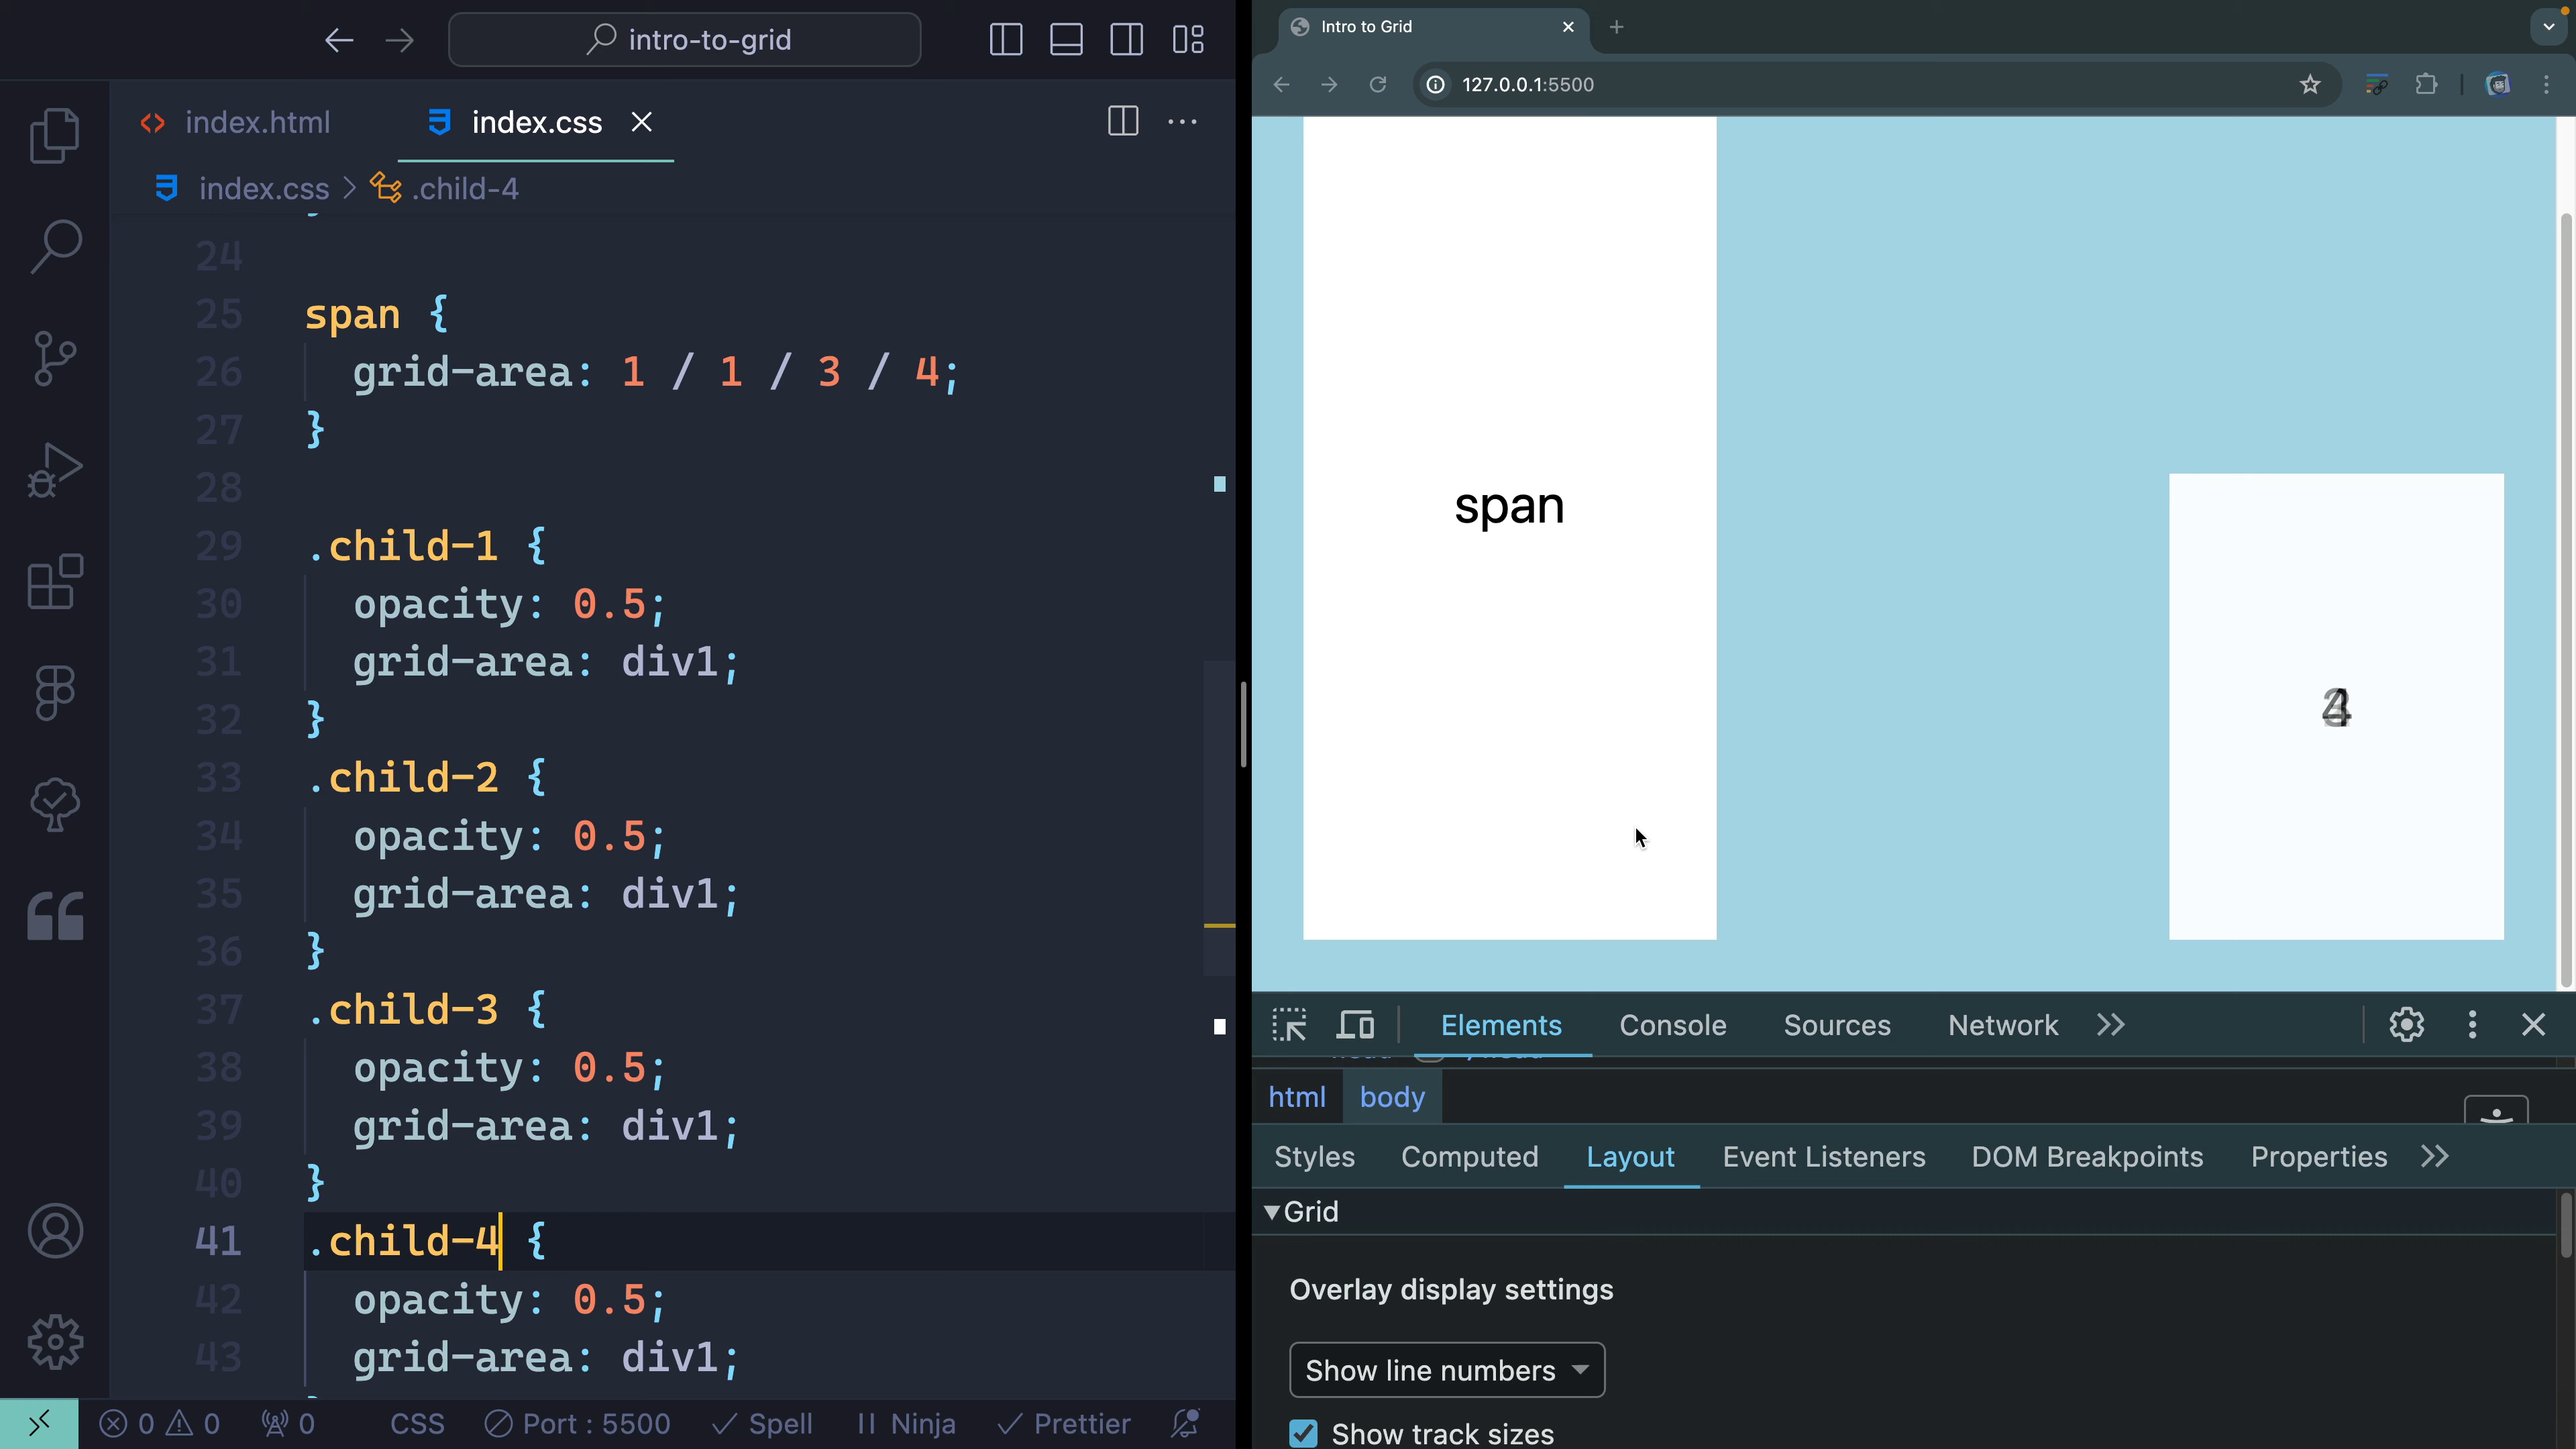 intro-to-grid
index.html
index.css
index.css > .child-4
}
24
25 span {
26 grid-area: 1 / 1 / 3 / 4;
27 }
28
29 .child-1 {
30 opacity: 0.5;
31 grid-area: div1;
32 }
33 .child-2 {
34 opacity: 0.5;
35 grid-area: div1;
36 }
37 .child-3 {
38 opacity: 0.5;
39 grid-area: div1;
40 }
41 .child-4 {
42 opacity: 0.5;
43 grid-area: div1;
0 0 0 CSS Port : 5500 Spell Ninja Prettier
Intro to Grid
127.0.0.1:5500
span
4
Elements Console Sources Network
html body
Styles Computed Layout Event Listeners DOM Breakpoints Properties
Grid
Overlay display settings
Show line numbers
Show track sizes